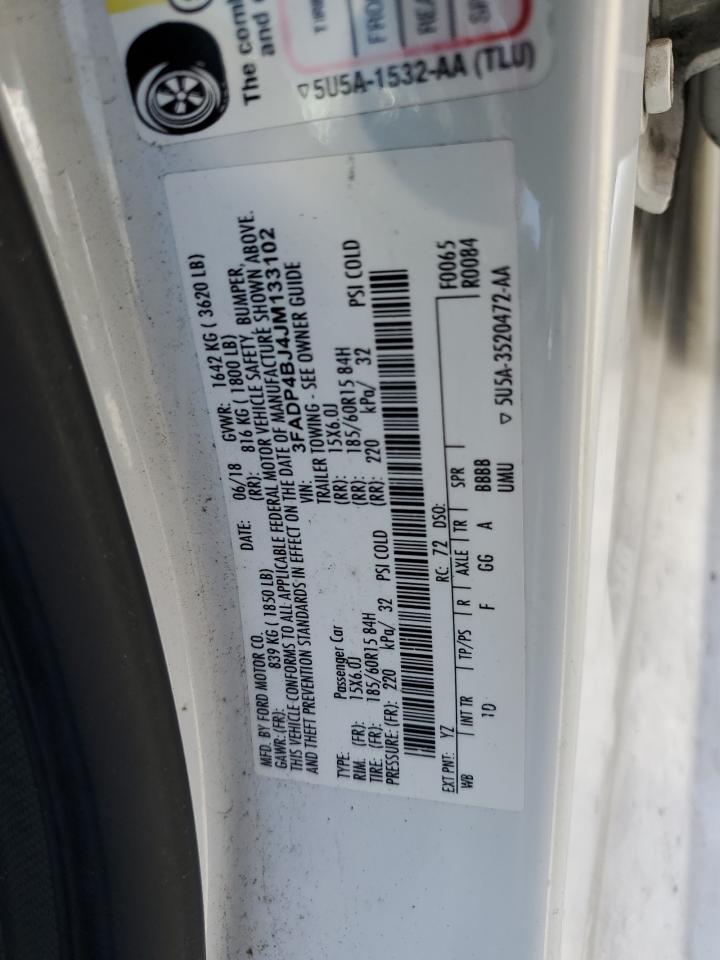 The comb
and
TIRE
FRO
REA
SP
5U5A-1532-AA (TLU)
MFD. BY FORD MOTOR CO.
DATE: 06/18 GVWR: 1642 KG ( 3620 LB)
GAWR: (FR): 839 KG ( 1850 LB) (RR): 816 KG ( 1800 LB)
THIS VEHICLE CONFORMS TO ALL APPLICABLE FEDERAL MOTOR VEHICLE SAFETY, BUMPER,
AND THEFT PREVENTION STANDARDS IN EFFECT ON THE DATE OF MANUFACTURE SHOWN ABOVE.
VIN: 3FADP4BJ4JM133102
TYPE: Passenger Car TRAILER TOWING - SEE OWNER GUIDE
RIM: (FR): 15X6.0J (RR): 15X6.0J
TIRE: (FR): 185/60R15 84H (RR): 185/60R15 84H
PRESSURE: (FR): 220 kPa/ 32 PSI COLD (RR): 220 kPa/ 32 PSI COLD
EXT PNT: YZ RC: 72 DSO: F0065
WB INT TR TP/PS R AXLE TR SPR R0084
1D F GG A BBBB
UMU 5U5A-3520472-AA